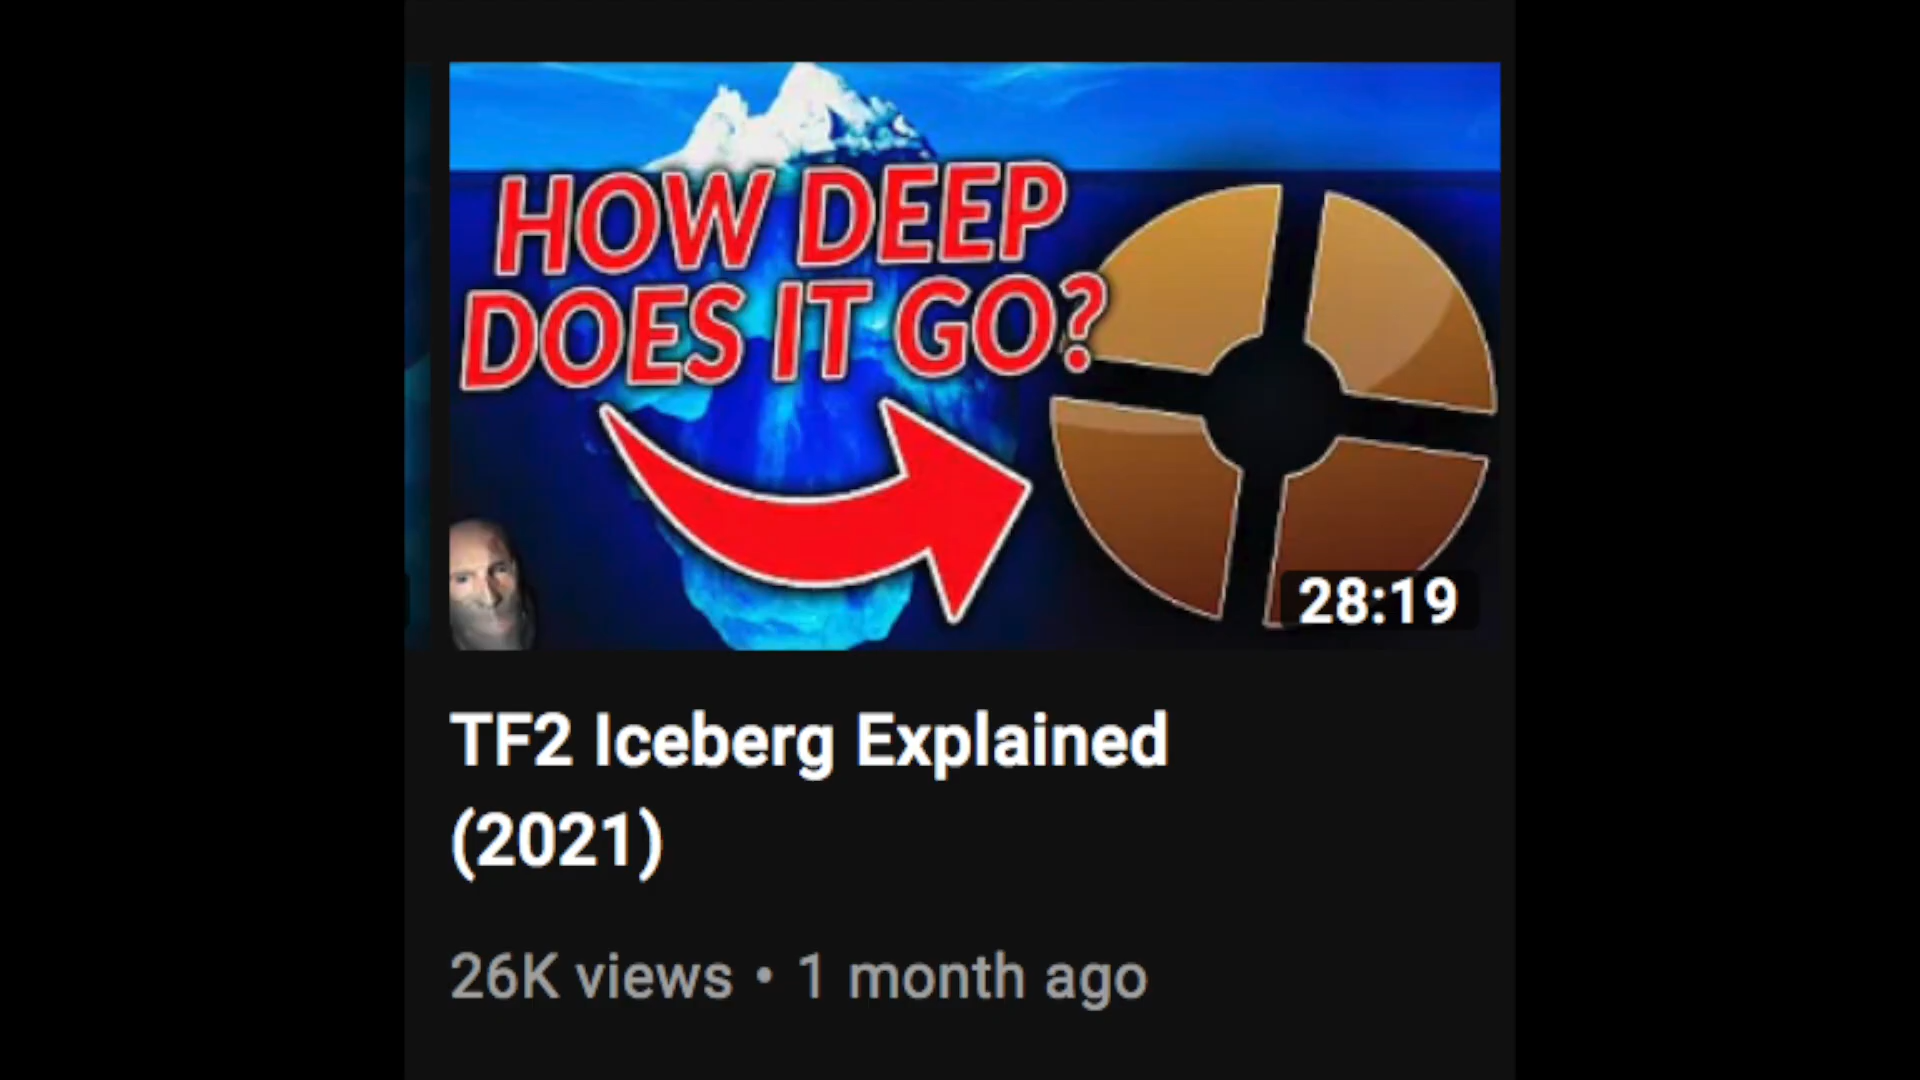 HOW DEEP
DOES IT GO?
28:19
TF2 Iceberg Explained
(2021)
26K views • 1 month ago